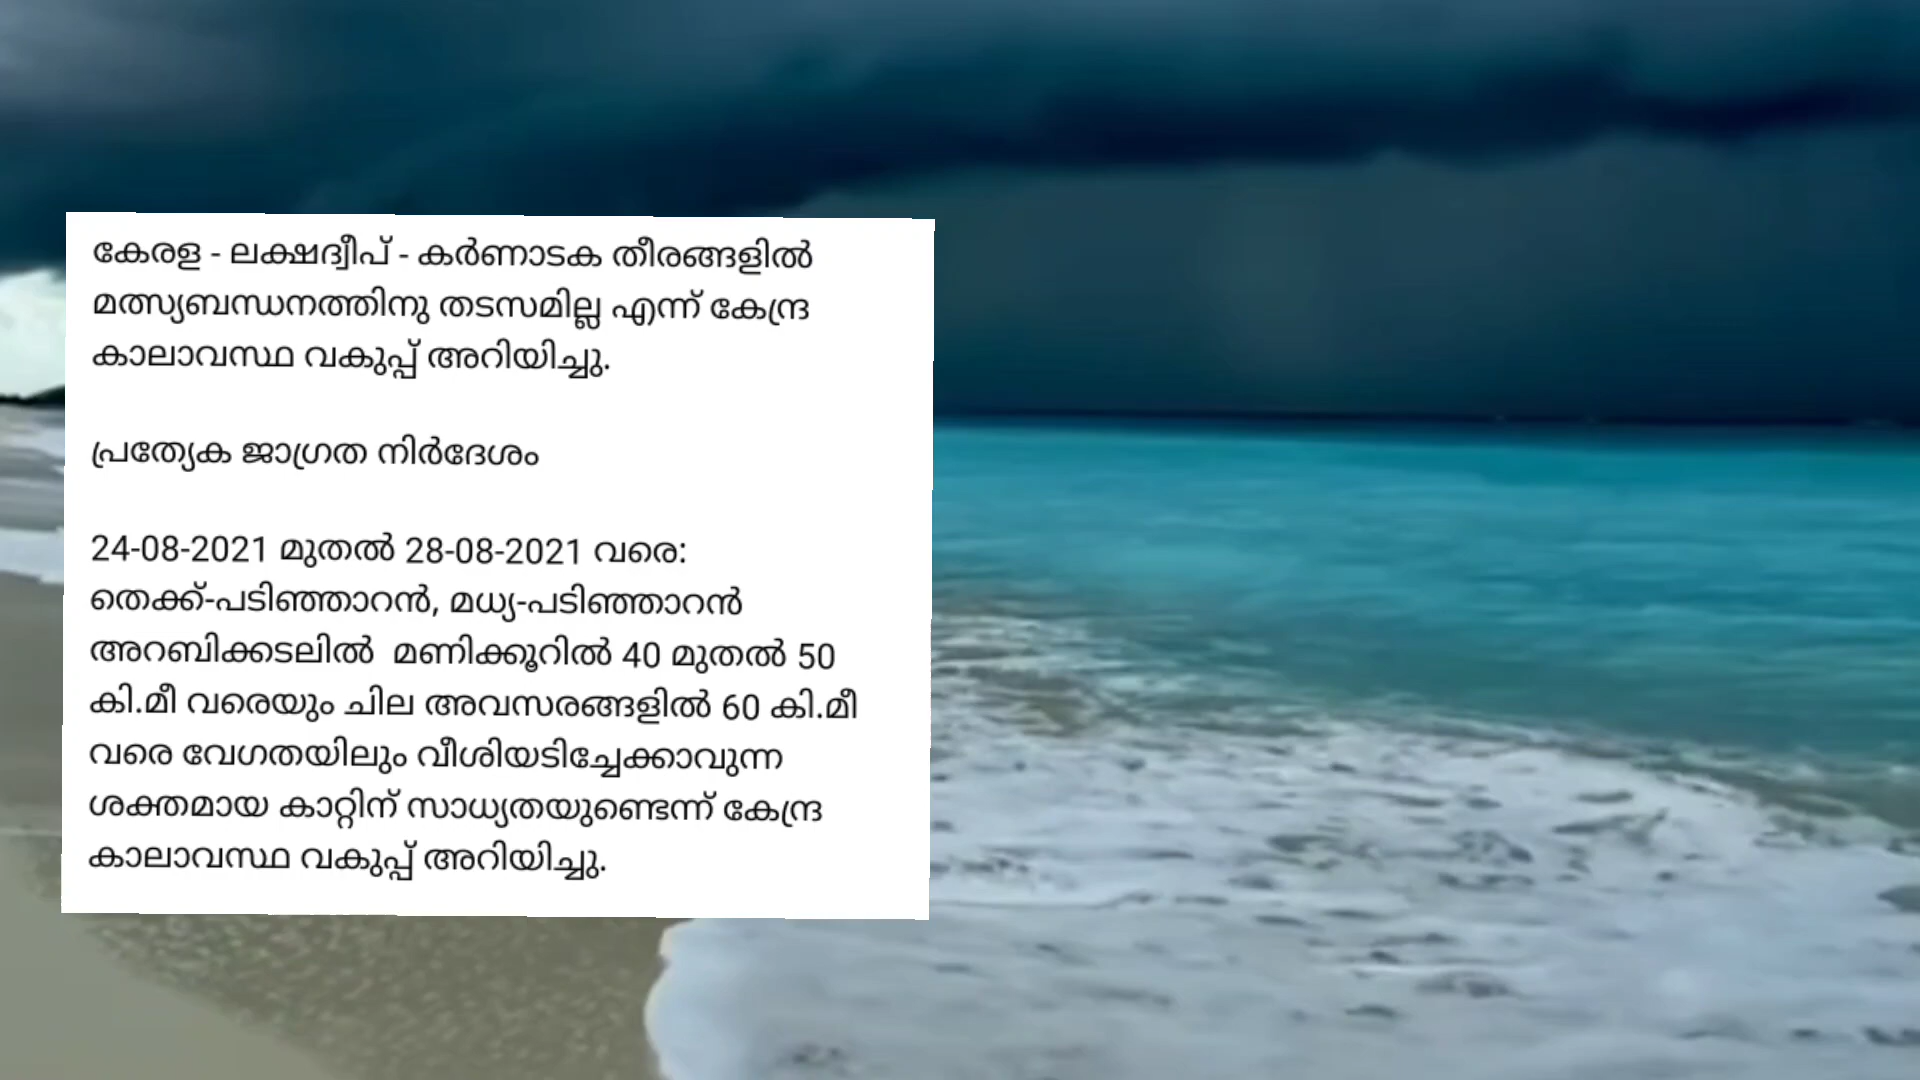 കേരള - ലക്ഷദ്വീപ് - കർണാടക തീരങ്ങളിൽ
മത്സ്യബന്ധനത്തിനു തടസമില്ല എന്ന് കേന്ദ്ര
കാലാവസ്ഥ വകുപ്പ് അറിയിച്ചു.
പ്രത്യേക ജാഗ്രത നിർദേശം
24-08-2021 മുതൽ 28-08-2021 വരെ:
തെക്ക്-പടിഞ്ഞാറൻ, മധ്യ-പടിഞ്ഞാറൻ
അറബിക്കടലിൽ  മണിക്കൂറിൽ 40 മുതൽ 50
കി.മീ വരെയും ചില അവസരങ്ങളിൽ 60 കി.മീ
വരെ വേഗതയിലും വീശിയടിച്ചേക്കാവുന്ന
ശക്തമായ കാറ്റിന് സാധ്യതയുണ്ടെന്ന് കേന്ദ്ര
കാലാവസ്ഥ വകുപ്പ് അറിയിച്ചു.